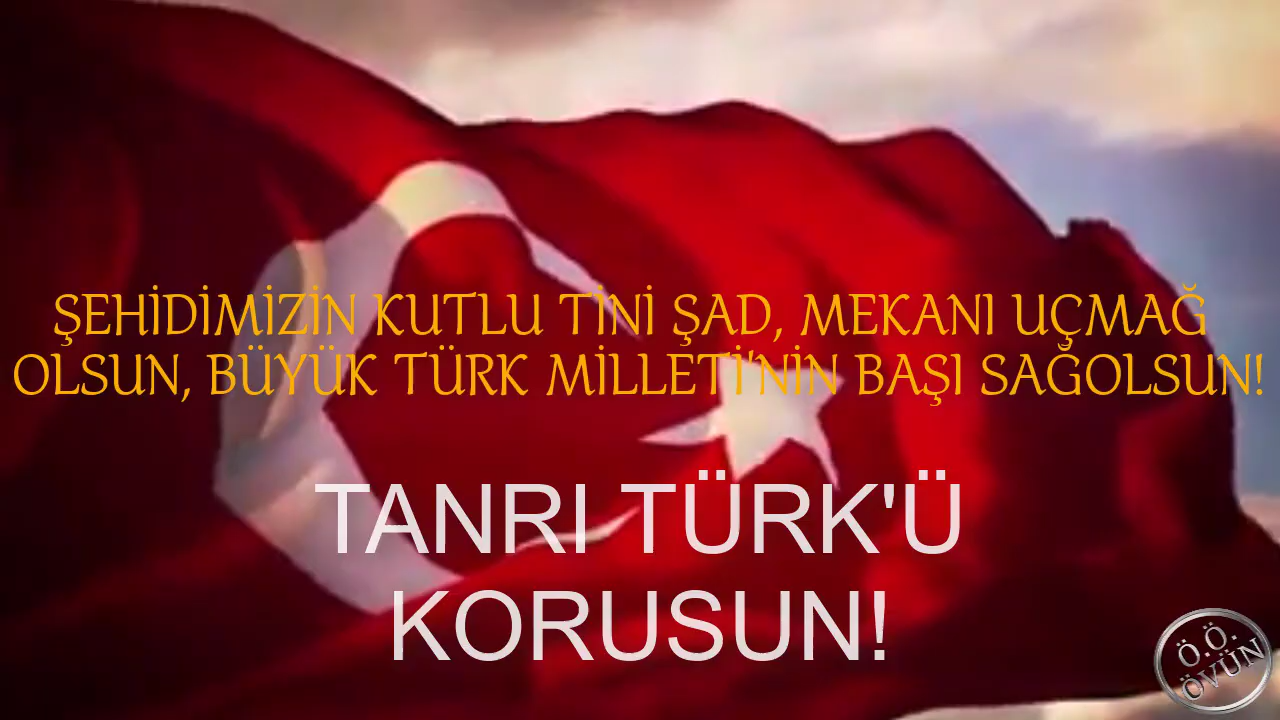 ŞEHİDİMİZİN KUTLU TİNİ ŞAD, MEKANI UÇMAĞ
OLSUN, BÜYÜK TÜRK MİLLETİ'NİN BAŞI SAĞOLSUN!
TANRI TÜRK'Ü
KORUSUN!
Ö.Ö.
ÖVÜN